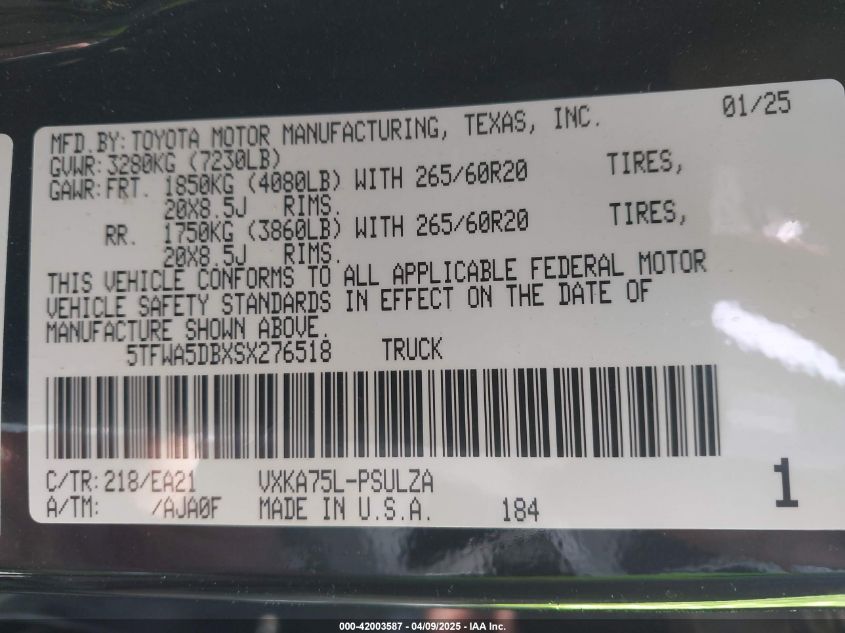 MFD.BY: TOYOTA MOTOR MANUFACTURING, TEXAS, INC. 01/25
GVWR: 3280KG (7230LB)
GAWR: FRT. 1850KG (4080LB) WITH 265/60R20 TIRES,
20X8.5J RIMS.
RR. 1750KG (3860LB) WITH 265/60R20 TIRES,
20X8.5J RIMS.
THIS VEHICLE CONFORMS TO ALL APPLICABLE FEDERAL MOTOR
VEHICLE SAFETY STANDARDS IN EFFECT ON THE DATE OF
MANUFACTURE SHOWN ABOVE.
5TFWA5DBXSX276518 TRUCK
C/TR: 218/EA21 VXKA75L-PSULZA
A/TM: /AJA0F MADE IN U.S.A. 184
1
000-42003587 - 04/09/2025 - IAA Inc.